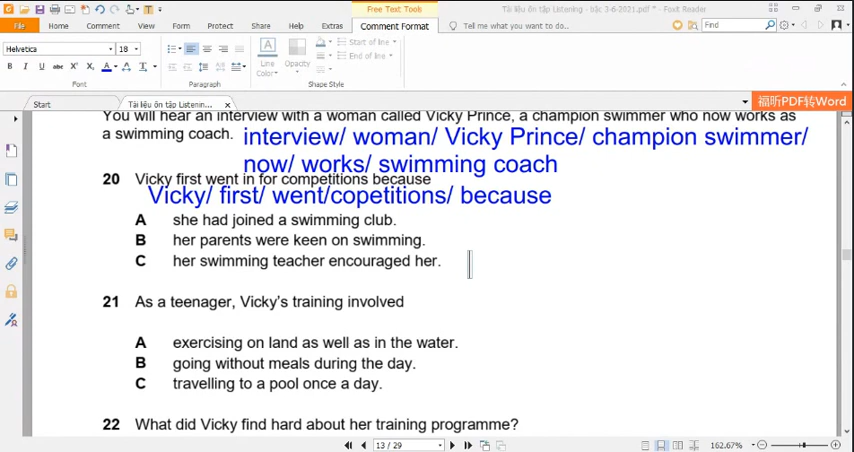 Free Text Tools
Tài liệu ôn tập Listening - bậc 3-6-2021.pdf * - Foxit Reader
File
Home
Comment
View
Form
Protect
Share
Help
Extras
Comment Format
Tell me what you want to do...
Find
Helvetica
18
Start of line
End of line
Line Color
Opacity
Font
Paragraph
Shape Style
Start
Tài liệu ôn tập Listenin...
福昕PDF转Word
You will hear an interview with a woman called Vicky Prince, a champion swimmer who now works as
a swimming coach.
interview/ woman/ Vicky Prince/ champion swimmer/
now/ works/ swimming coach
20 Vicky first went in for competitions because
Vicky/ first/ went/copetitions/ because
A she had joined a swimming club.
B her parents were keen on swimming.
C her swimming teacher encouraged her.
21 As a teenager, Vicky's training involved
A exercising on land as well as in the water.
B going without meals during the day.
C travelling to a pool once a day.
22 What did Vicky find hard about her training programme?
13 / 29
162.67%